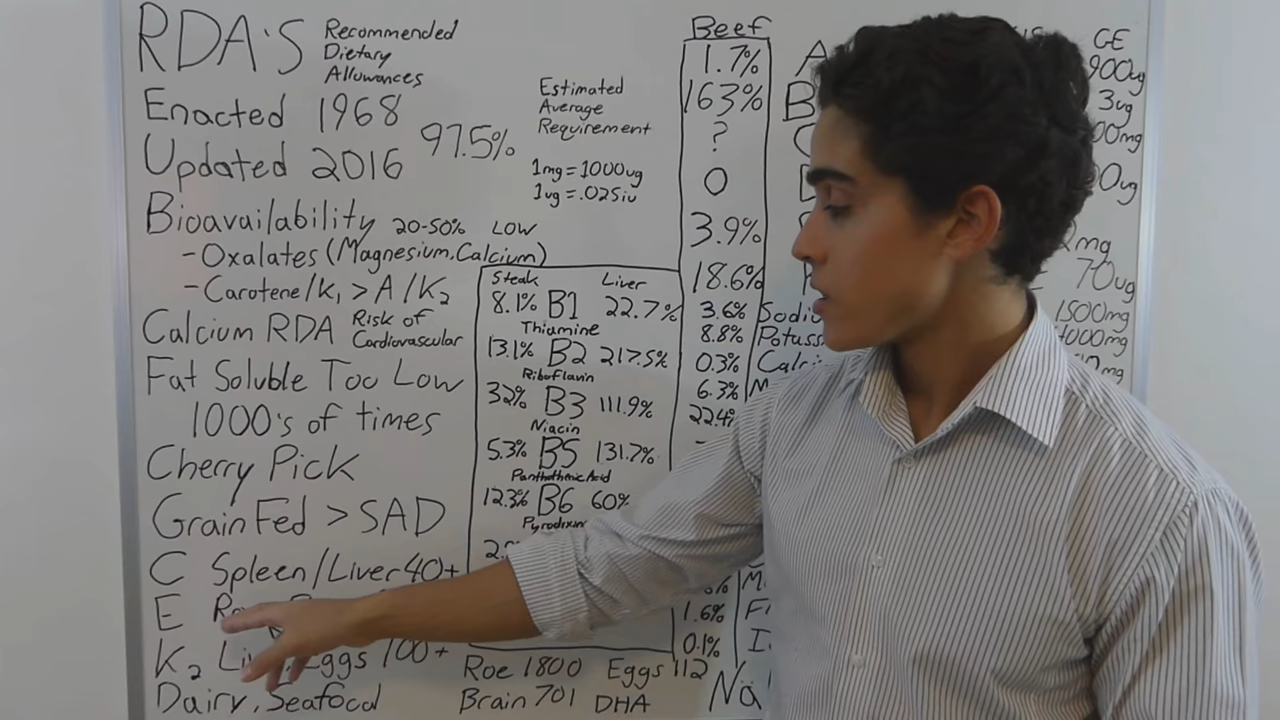 RDA'S Recommended
Dietary
Allowances
Enacted 1968
Updated 2016 97.5%
Bioavailability 20-50% LOW
-Oxalates (Magnesium, Calcium)
-Carotene/K1 > A/K2
Calcium RDA Risk of
Cardiovascular
Fat Soluble Too Low
1000's of times
Cherry Pick
Grain Fed > SAD
C Spleen/Liver 40+
E
K2 Eggs 100+
Dairy, Seafood
Estimated
Average
Requirement
1mg=1000ug
1ug=.025iu
Steak Liver
8.1% B1 22.7%
Thiamine
13.1% B2 217.5%
Riboflavin
32% B3 111.9%
Niacin
5.3% B5 131.7%
Panthothenic Acid
12.3% B6 60%
Roe 1800 Eggs 112
Brain 701 DHA
Beef
1.7%
163%
?
0
3.9%
18.6%
3.6%
8.8%
0.3%
6.3%
1.6%
0.1%
GE
900ug
3ug
2mg
70ug
1500mg